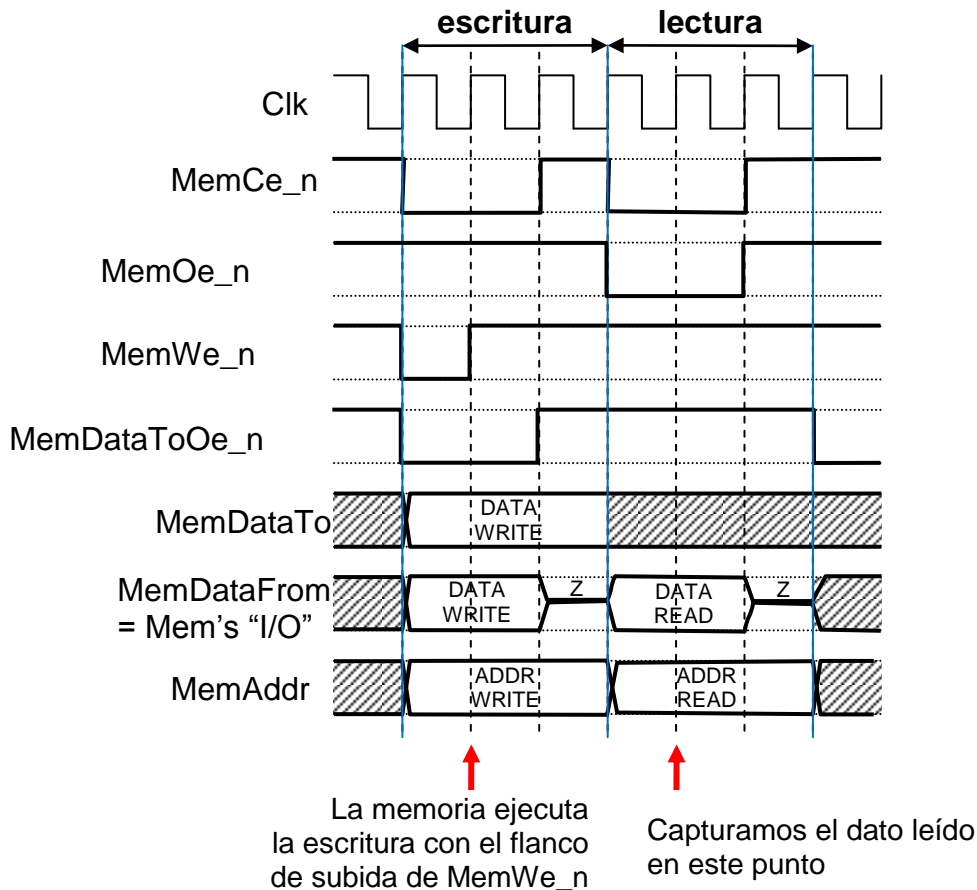 escritura
lectura
Clk
MemCe_n
MemOe_n
MemWe_n
MemDataToOe_n
MemDataTo
DATA
WRITE
MemDataFrom
= Mem's “I/O”
DATA
WRITE
Z
DATA
READ
Z
MemAddr
ADDR
WRITE
ADDR
READ
La memoria ejecuta
la escritura con el flanco
de subida de MemWe_n
Capturamos el dato leído
en este punto